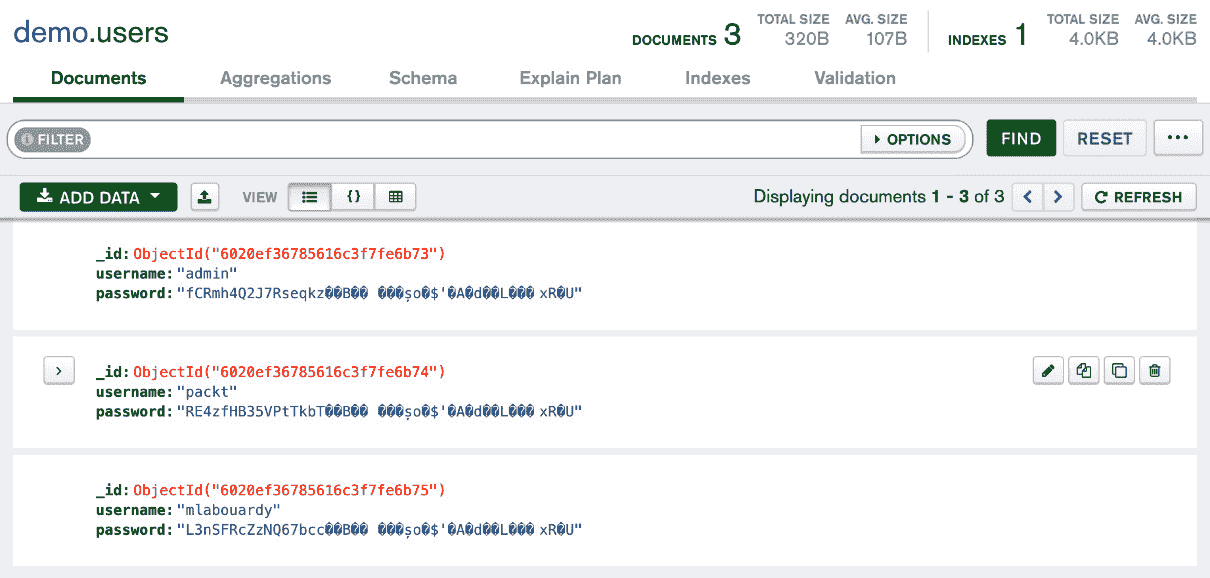 demo.users
DOCUMENTS 3 TOTAL SIZE 320B AVG. SIZE 107B INDEXES 1 TOTAL SIZE 4.0KB AVG. SIZE 4.0KB
Documents Aggregations Schema Explain Plan Indexes Validation
FILTER OPTIONS FIND RESET ...
ADD DATA VIEW {} Displaying documents 1 - 3 of 3 < > REFRESH
_id: ObjectId("6020ef36785616c3f7fe6b73")
username: "admin"
password: "fCRmh4Q2J7Rseqkz��B�� ���șo�$'�A�d��L��� xR�U"
_id: ObjectId("6020ef36785616c3f7fe6b74")
username: "packt"
password: "RE4zfHB35VPtTkbT��B�� ���șo�$'�A�d��L��� xR�U"
_id: ObjectId("6020ef36785616c3f7fe6b75")
username: "mlabouardy"
password: "L3nSFRcZzNQ67bcc��B�� ���șo�$'�A�d��L��� xR�U"